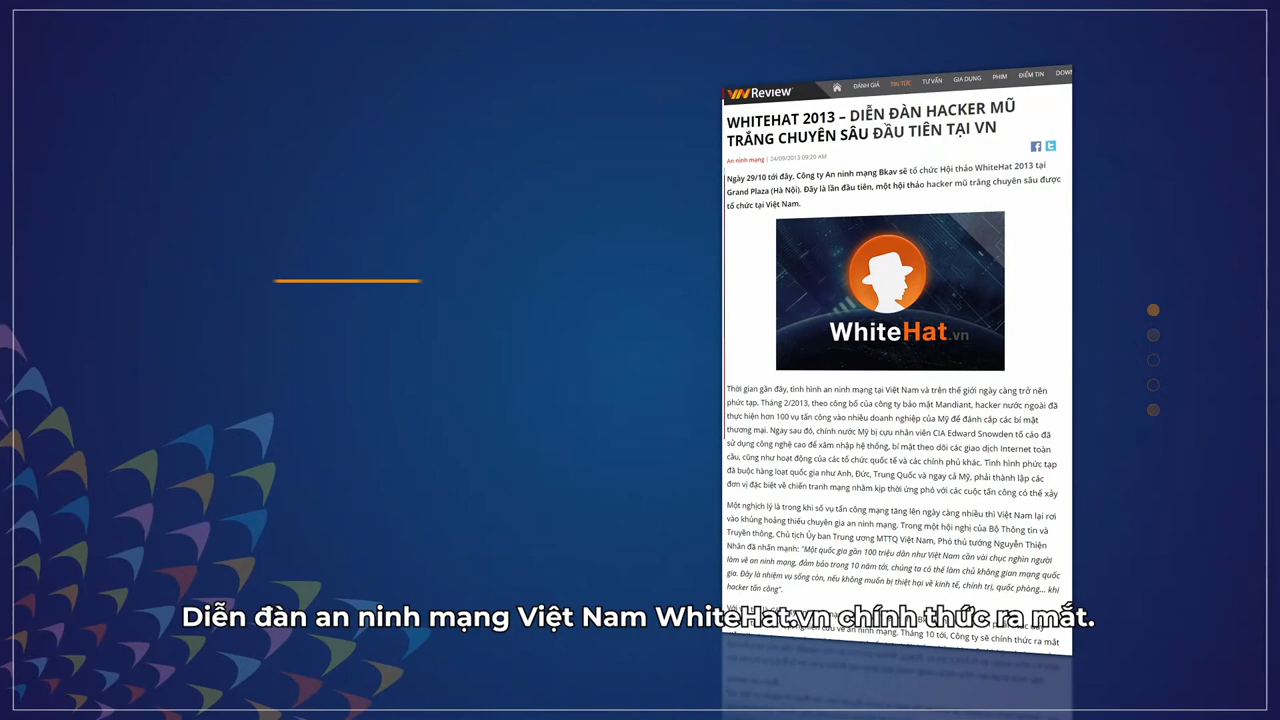 VN Review
ĐÁNH GIÁ TIN TỨC TƯ VẤN GIA DỤNG PHIM ĐIỂM TIN
WHITEHAT 2013 – DIỄN ĐÀN HACKER MŨ
TRẮNG CHUYÊN SÂU ĐẦU TIÊN TẠI VN
An ninh mạng | 24/09/2013 09:20 AM
Ngày 29/10 tới đây, Công ty An ninh mạng Bkav sẽ tổ chức Hội thảo WhiteHat 2013 tại
Grand Plaza (Hà Nội). Đây là lần đầu tiên, một hội thảo hacker mũ trắng chuyên sâu được
tổ chức tại Việt Nam.
WhiteHat.vn
Thời gian gần đây, tình hình an ninh mạng tại Việt Nam và trên thế giới ngày càng trở nên
phức tạp. Tháng 2/2013, theo công bố của công ty bảo mật Mandiant, hacker nước ngoài đã
thực hiện hơn 100 vụ tấn công vào nhiều doanh nghiệp của Mỹ để đánh cắp các bí mật
thương mại. Ngay sau đó, chính nước Mỹ bị cựu nhân viên CIA Edward Snowden tố cáo đã
sử dụng công nghệ cao để xâm nhập hệ thống, bí mật theo dõi các giao dịch Internet toàn
cầu, cũng như hoạt động của các tổ chức quốc tế và các chính phủ khác. Tình hình phức tạp
đã buộc hàng loạt quốc gia như Anh, Đức, Trung Quốc và ngay cả Mỹ, phải thành lập các
đơn vị đặc biệt về chiến tranh mạng nhằm kịp thời ứng phó với các cuộc tấn công có thể xảy
Một nghịch lý là trong khi số vụ tấn công mạng tăng lên ngày càng nhiều thì Việt Nam lại rơi
vào khủng hoảng thiếu chuyên gia an ninh mạng. Trong một hội nghị của Bộ Thông tin và
Truyền thông, Chủ tịch Ủy ban Trung ương MTTQ Việt Nam, Phó thủ tướng Nguyễn Thiện
Nhân đã nhấn mạnh: "Một quốc gia gần 100 triệu dân như Việt Nam cần vài chục nghìn người
làm về an ninh mạng, đảm bảo trong 10 năm tới, chúng ta có thể làm chủ không gian mạng quốc
gia. Đây là nhiệm vụ sống còn, nếu không muốn bị thiệt hại về kinh tế, chính trị, quốc phòng... khi
hacker tấn công".
Diễn đàn an ninh mạng Việt Nam WhiteHat.vn chính thức ra mắt.
cứu về an ninh mạng. Tháng 10 tới, Công ty sẽ chính thức ra mắt